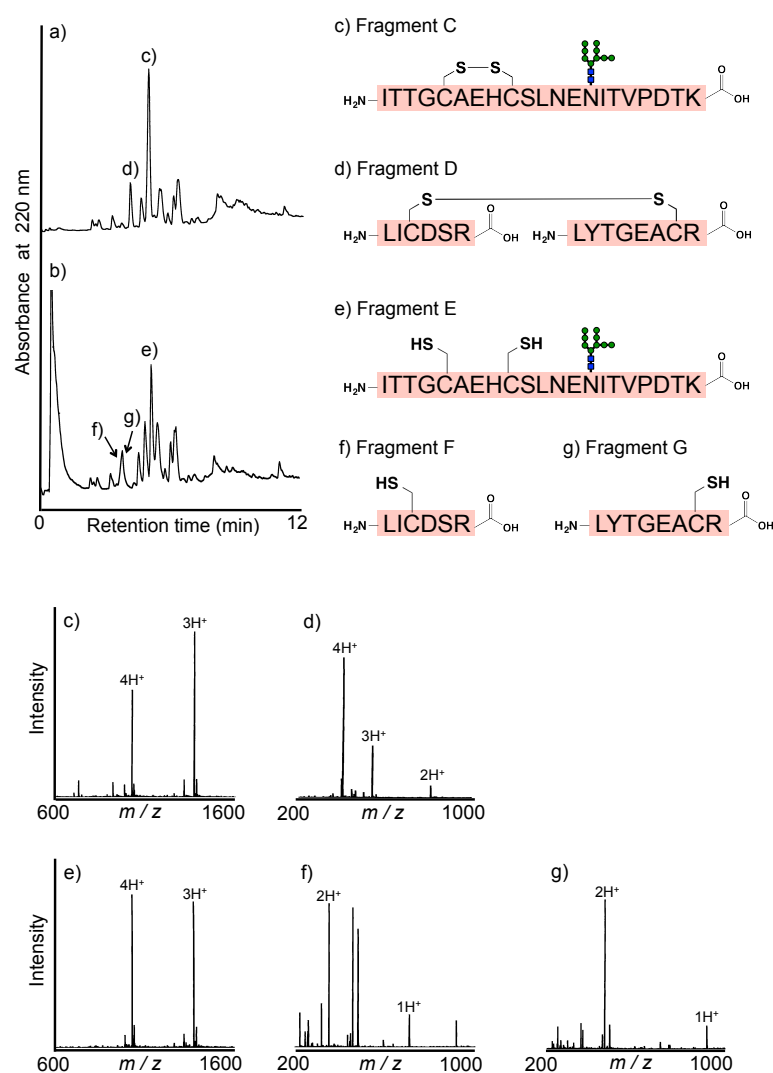 a)
c)
d)
b)
e)
f)
g)
Absorbance at 220 nm
0
Retention time (min)
12
c) Fragment C
S
S
H₂N
ITTGCAEHCSLNENITVPDTK
O
OH
d) Fragment D
S
S
H₂N
LICDSR
O
OH
H₂N
LYTGEACR
O
OH
e) Fragment E
HS
SH
H₂N
ITTGCAEHCSLNENITVPDTK
O
OH
f) Fragment F
HS
H₂N
LICDSR
O
OH
g) Fragment G
SH
H₂N
LYTGEACR
O
OH
c)
3H⁺
4H⁺
Intensity
600
m / z
1600
d)
4H⁺
3H⁺
2H⁺
200
m / z
1000
e)
4H⁺
3H⁺
Intensity
600
m / z
1600
f)
2H⁺
1H⁺
200
m / z
1000
g)
2H⁺
1H⁺
200
m / z
1000